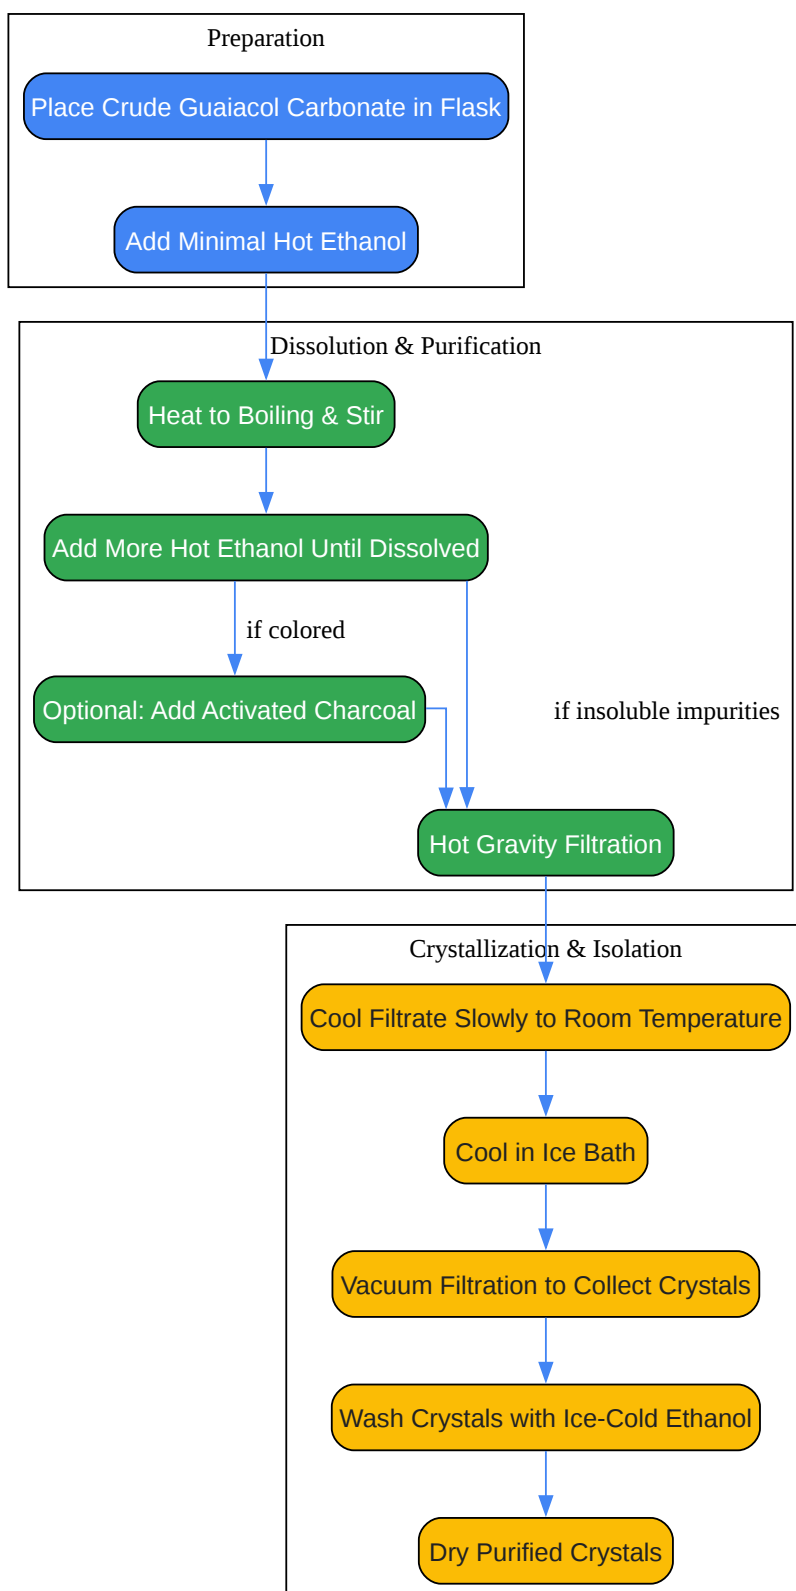 Preparation
Place Crude Guaiacol Carbonate in Flask
Add Minimal Hot Ethanol
Dissolution & Purification
Heat to Boiling & Stir
Add More Hot Ethanol Until Dissolved
if colored
Optional: Add Activated Charcoal
if insoluble impurities
Hot Gravity Filtration
Crystallization & Isolation
Cool Filtrate Slowly to Room Temperature
Cool in Ice Bath
Vacuum Filtration to Collect Crystals
Wash Crystals with Ice-Cold Ethanol
Dry Purified Crystals